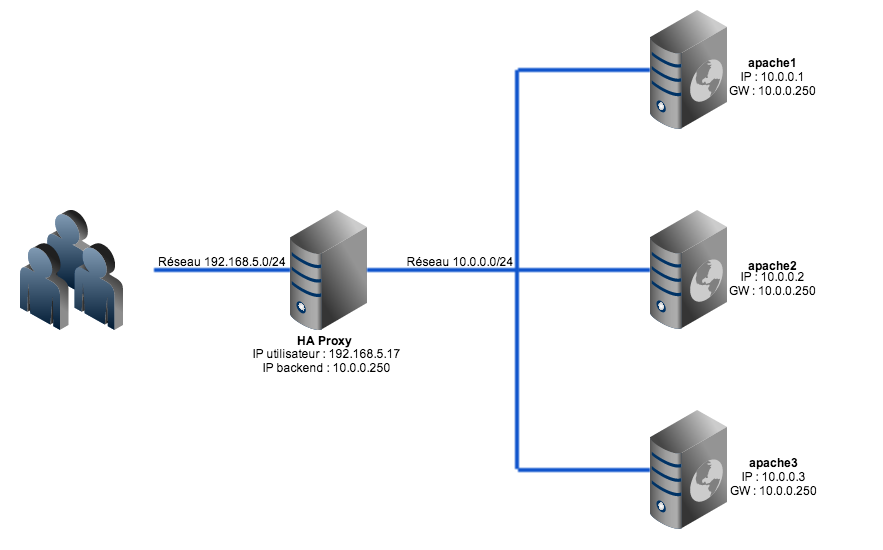 apache1
IP : 10.0.0.1
GW : 10.0.0.250
Réseau 192.168.5.0/24
Réseau 10.0.0.0/24
apache2
IP : 10.0.0.2
GW : 10.0.0.250
HA Proxy
IP utilisateur : 192.168.5.17
IP backend : 10.0.0.250
apache3
IP : 10.0.0.3
GW : 10.0.0.250